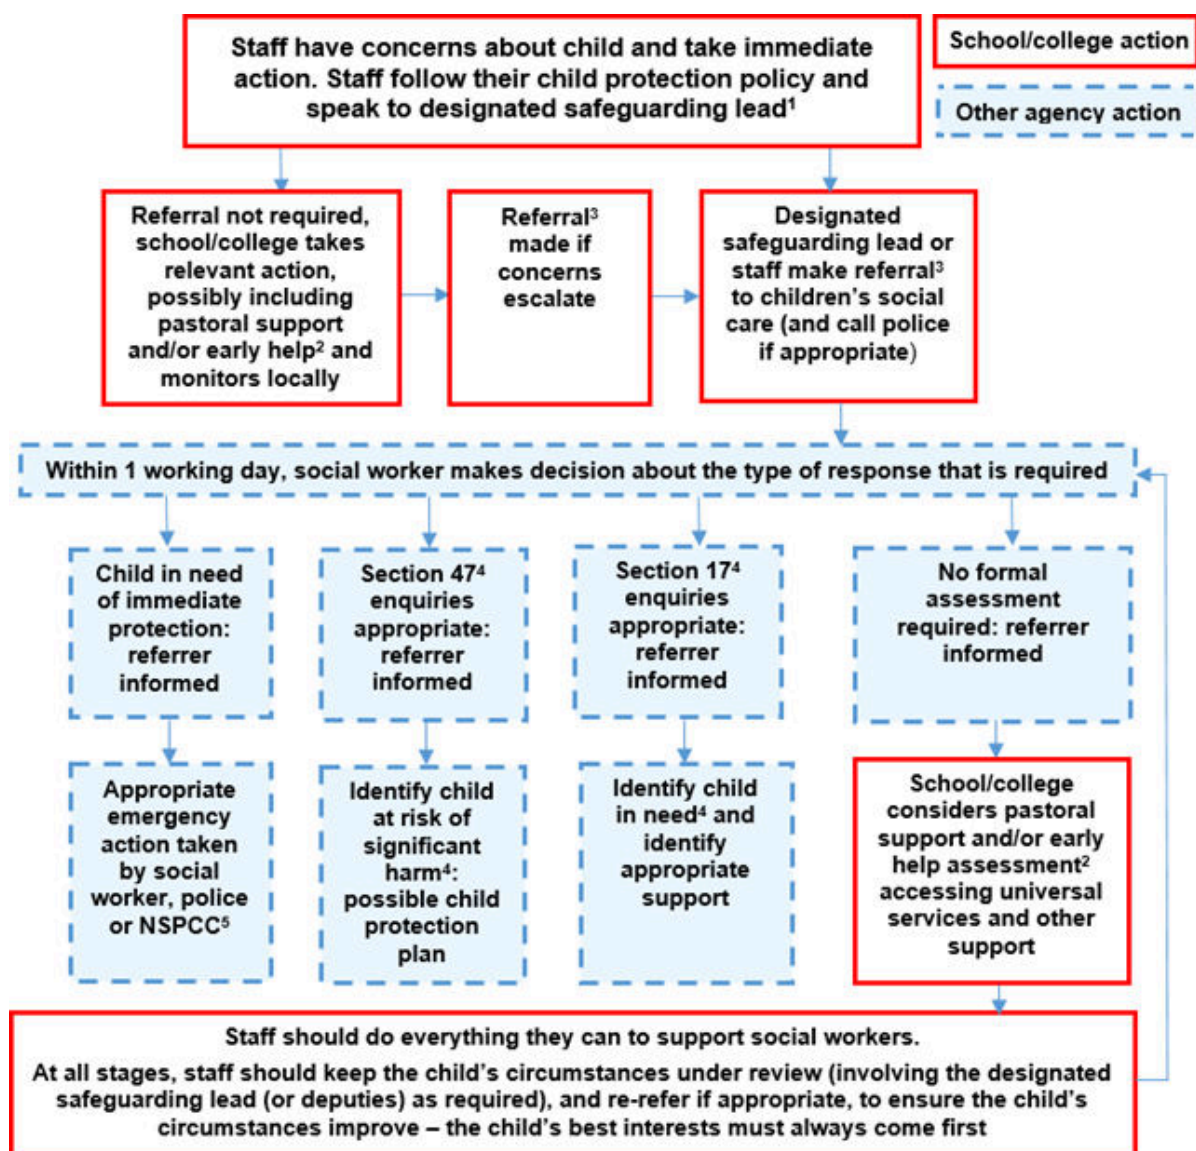 Staff have concerns about child and take immediate
action. Staff follow their child protection policy and
speak to designated safeguarding lead¹
School/college action
Other agency action
Referral not required,
school/college takes
relevant action,
possibly including
pastoral support
and/or early help² and
monitors locally
Referral³
made if
concerns
escalate
Designated
safeguarding lead or
staff make referral³
to children’s social
care (and call police
if appropriate)
Within 1 working day, social worker makes decision about the type of response that is required
Child in need
of immediate
protection:
referrer
informed
Section 47⁴
enquiries
appropriate:
referrer
informed
Section 17⁴
enquiries
appropriate:
referrer
informed
No formal
assessment
required: referrer
informed
Appropriate
emergency
action taken
by social
worker, police
or NSPCC⁵
Identify child
at risk of
significant
harm⁴:
possible child
protection
plan
Identify child
in need⁴ and
identify
appropriate
support
School/college
considers pastoral
support and/or early
help assessment²
accessing universal
services and other
support
Staff should do everything they can to support social workers.
At all stages, staff should keep the child’s circumstances under review (involving the designated
safeguarding lead (or deputies) as required), and re-refer if appropriate, to ensure the child’s
circumstances improve – the child’s best interests must always come first